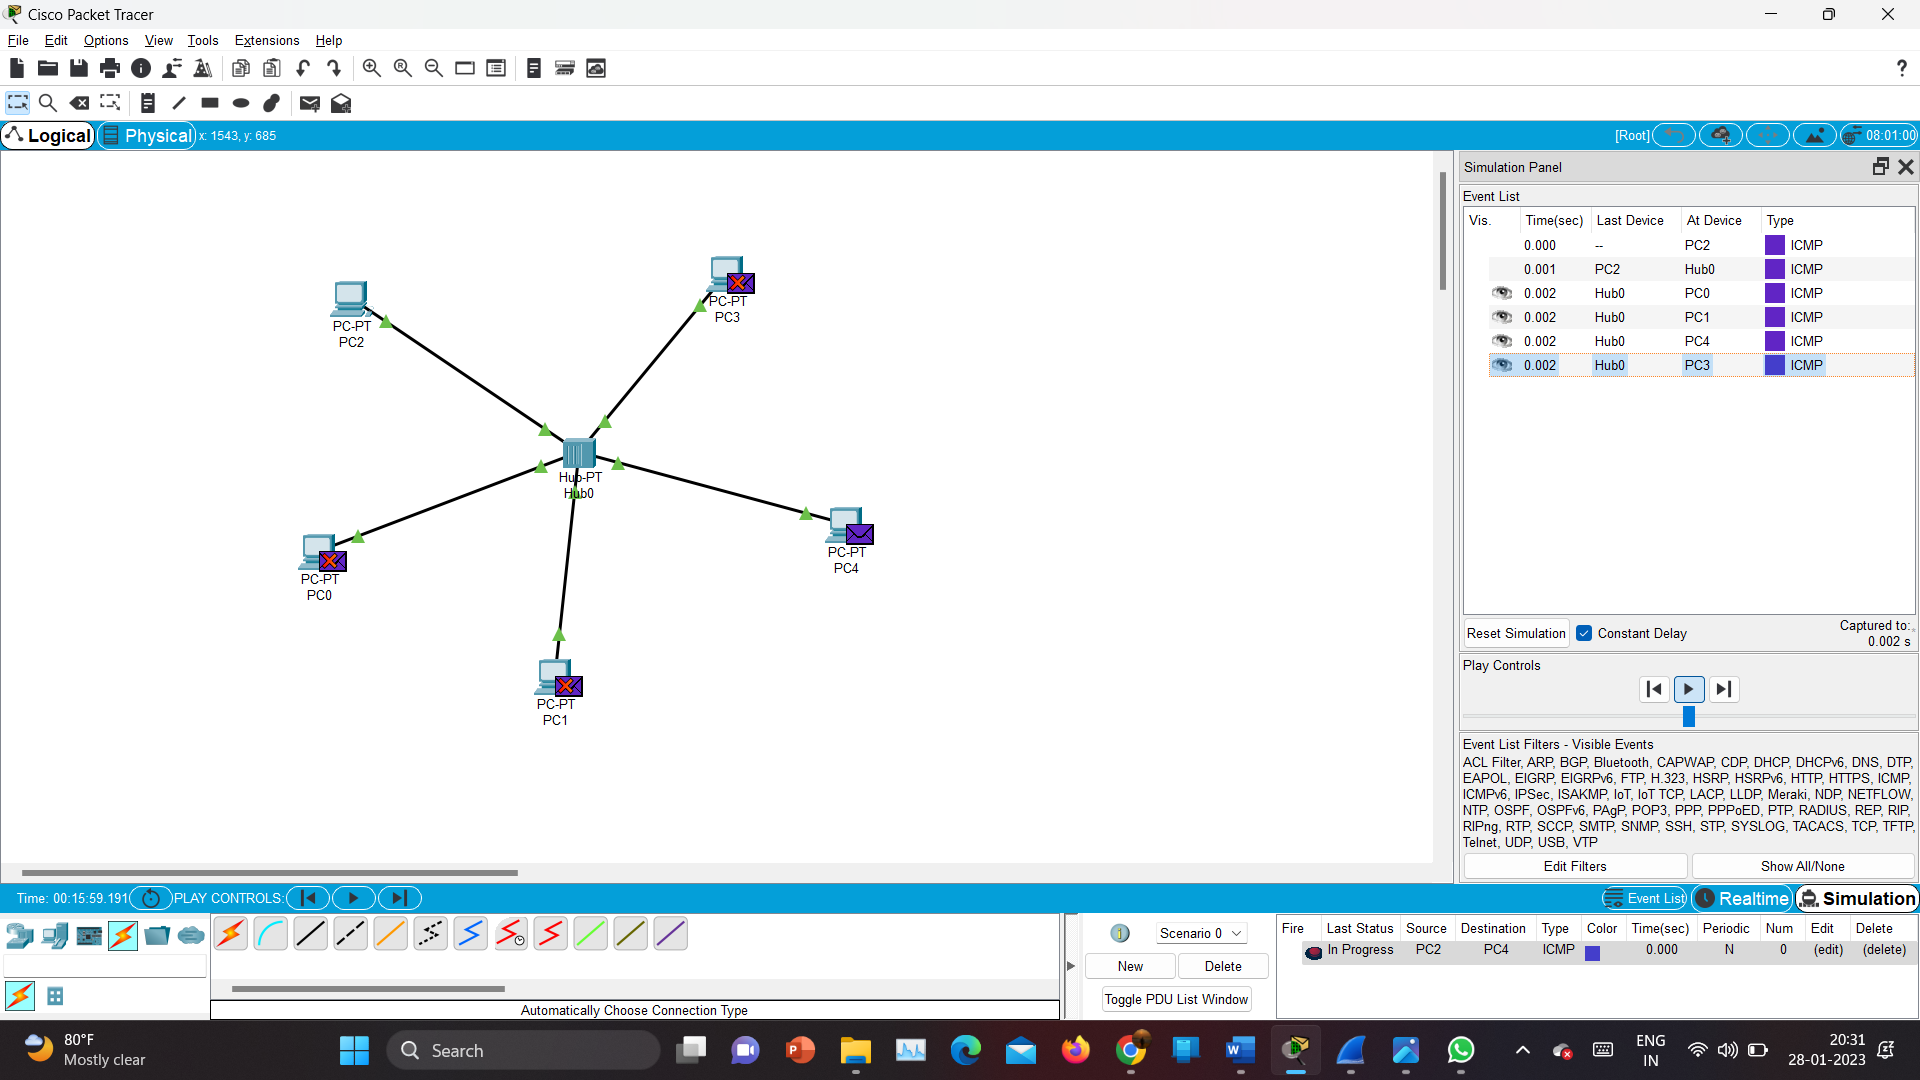 Cisco Packet Tracer
File Edit Options View Tools Extensions Help
?
Logical Physical x: 1543, y: 685 [Root] 08:01:00
Simulation Panel
Event List
Vis. Time(sec) Last Device At Device Type
0.000 -- PC2 ICMP
0.001 PC2 Hub0 ICMP
0.002 Hub0 PC0 ICMP
0.002 Hub0 PC1 ICMP
0.002 Hub0 PC4 ICMP
0.002 Hub0 PC3 ICMP
PC-PT
PC3
PC-PT
PC2
Hub-PT
Hub0
PC-PT
PC4
PC-PT
PC0
PC-PT
PC1
Reset Simulation Constant Delay Captured to:
0.002 s
Play Controls
Event List Filters - Visible Events
ACL Filter, ARP, BGP, Bluetooth, CAPWAP, CDP, DHCP, DHCPv6, DNS, DTP,
EAPOL, EIGRP, EIGRPv6, FTP, H.323, HSRP, HSRPv6, HTTP, HTTPS, ICMP,
ICMPv6, IPSec, ISAKMP, IoT, IoT TCP, LACP, LLDP, Meraki, NDP, NETFLOW,
NTP, OSPF, OSPFv6, PAgP, POP3, PPP, PPPoED, PTP, RADIUS, REP, RIP,
RIPng, RTP, SCCP, SMTP, SNMP, SSH, STP, SYSLOG, TACACS, TCP, TFTP,
Telnet, UDP, USB, VTP
Edit Filters Show All/None
Time: 00:15:59.191 PLAY CONTROLS: Event List Realtime Simulation
Scenario 0
New Delete
Toggle PDU List Window
Fire Last Status Source Destination Type Color Time(sec) Periodic Num Edit Delete
In Progress PC2 PC4 ICMP 0.000 N 0 (edit) (delete)
Automatically Choose Connection Type
80°F
Mostly clear
Search
ENG
IN
20:31
28-01-2023